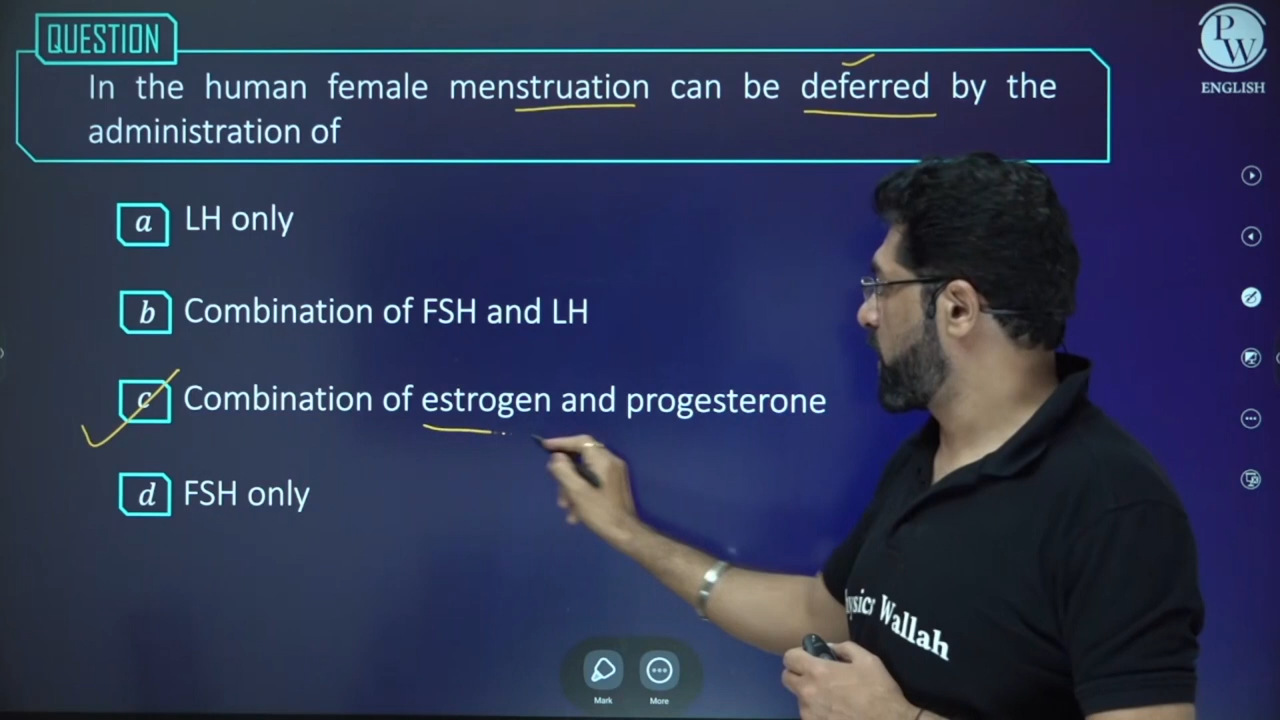 QUESTION
In the human female menstruation can be deferred by the
administration of
a LH only
b Combination of FSH and LH
c Combination of estrogen and progesterone
d FSH only
PW
ENGLISH
Wallah
Mark
More